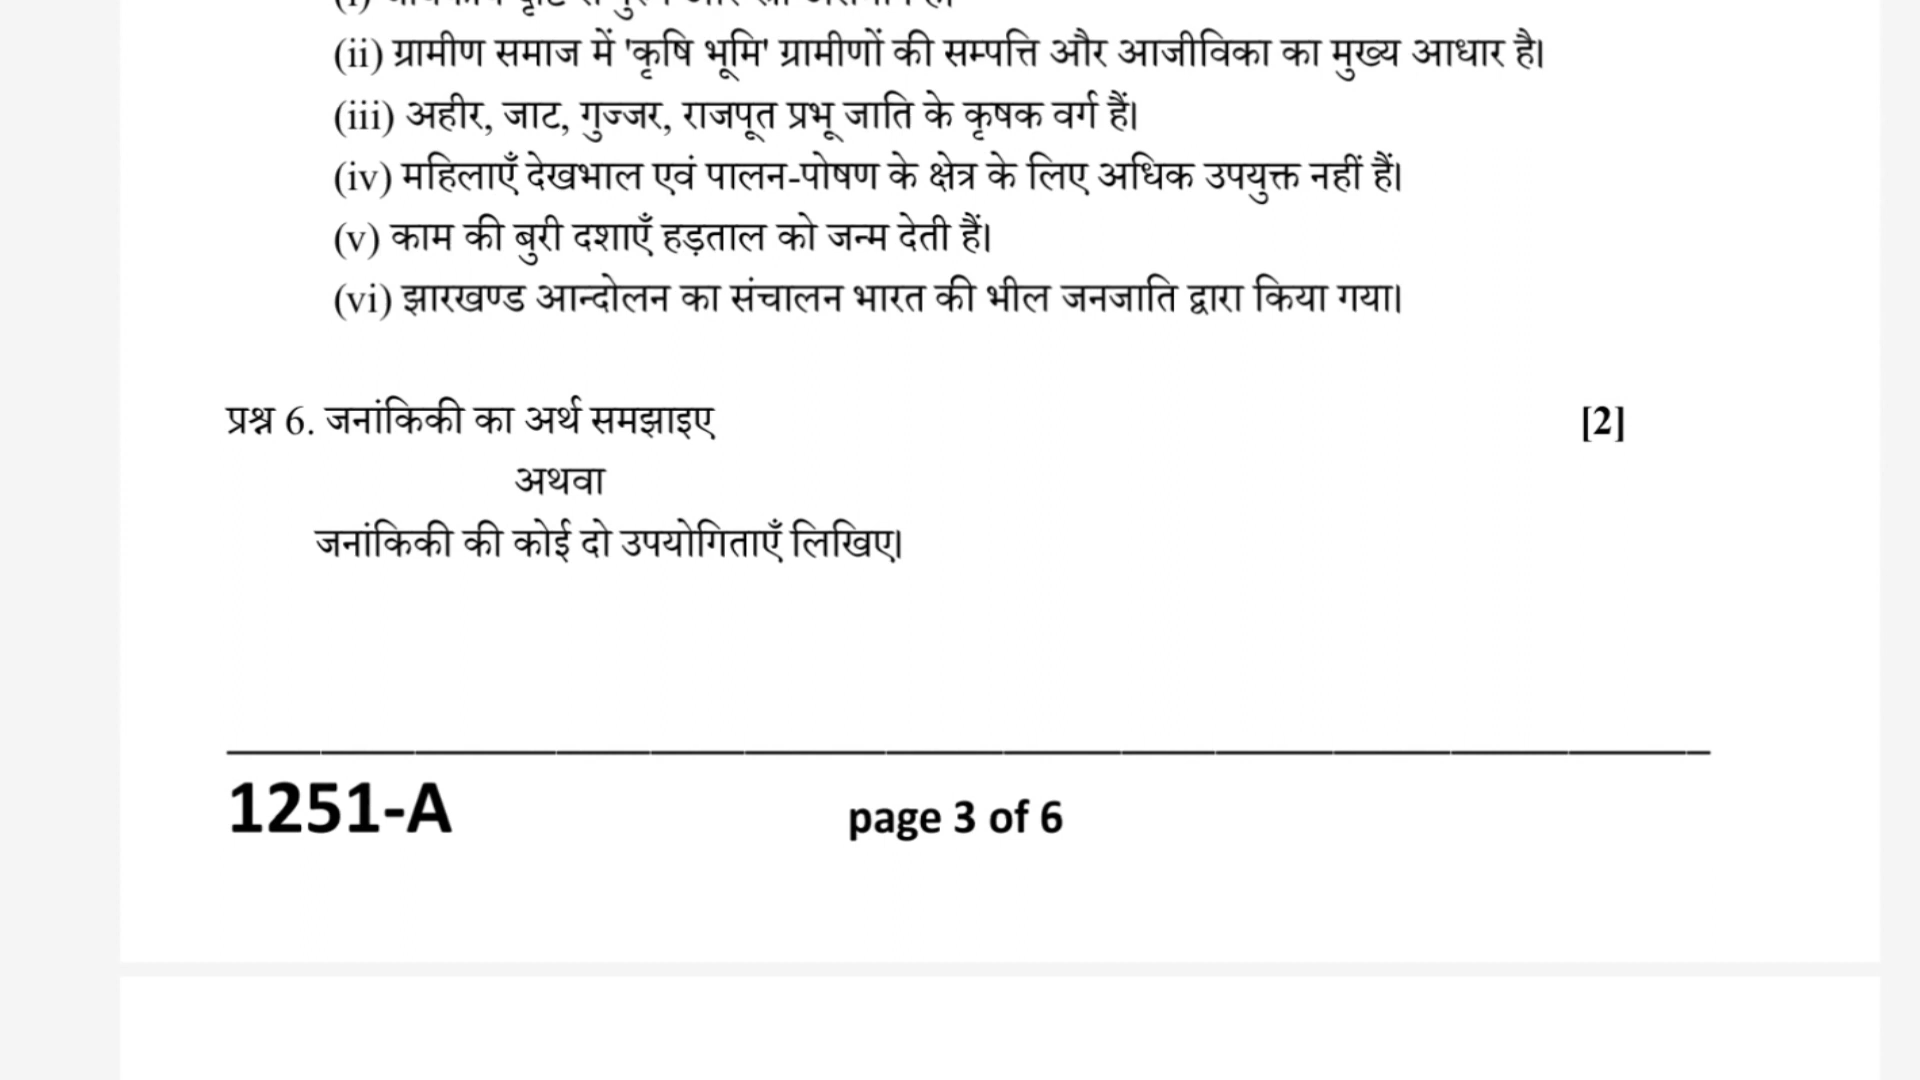 (ii) ग्रामीण समाज में 'कृषि भूमि' ग्रामीणों की सम्पत्ति और आजीविका का मुख्य आधार है।
(iii) अहीर, जाट, गुज्जर, राजपूत प्रभू जाति के कृषक वर्ग हैं।
(iv) महिलाएँ देखभाल एवं पालन-पोषण के क्षेत्र के लिए अधिक उपयुक्त नहीं हैं।
(v) काम की बुरी दशाएँ हड़ताल को जन्म देती हैं।
(vi) झारखण्ड आन्दोलन का संचालन भारत की भील जनजाति द्वारा किया गया।
प्रश्न 6. जनांकिकी का अर्थ समझाइए [2]
अथवा
जनांकिकी की कोई दो उपयोगिताएँ लिखिए।
1251-A page 3 of 6